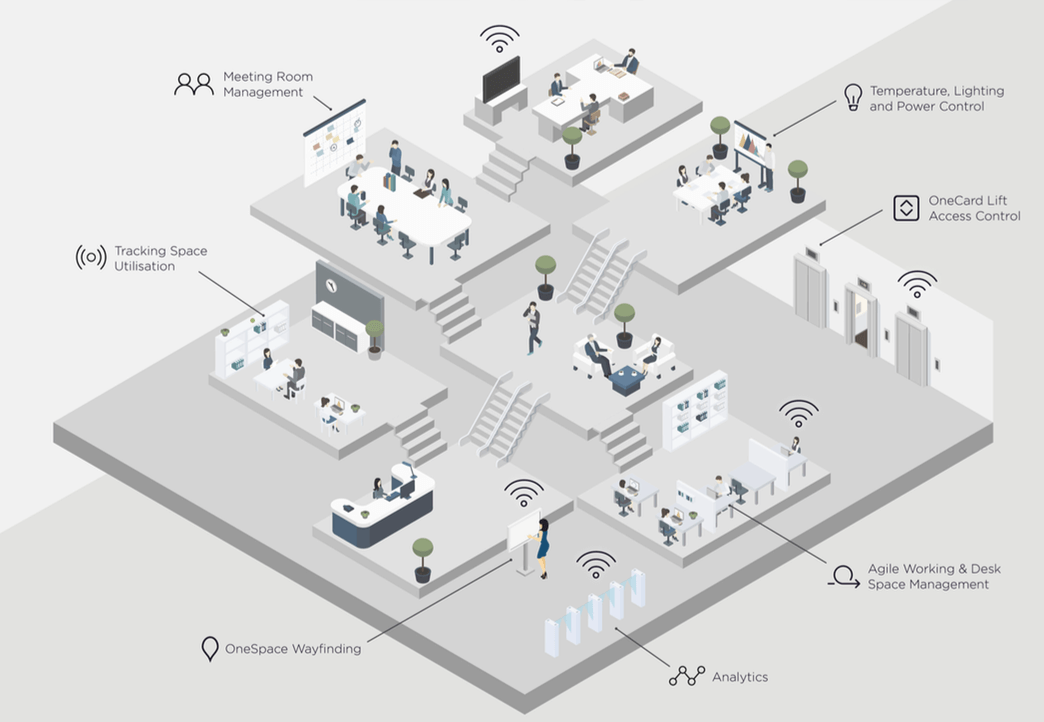 Meeting Room
Management
Temperature, Lighting
and Power Control
OneCard Lift
Access Control
Tracking Space
Utilisation
Agile Working & Desk
Space Management
OneSpace Wayfinding
Analytics